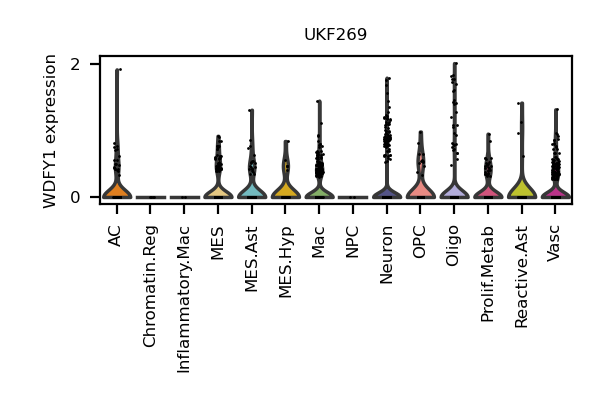 UKF269
WDFY1 expression
2
0
AC
Chromatin.Reg
Inflammatory.Mac
MES
MES.Ast
MES.Hyp
Mac
NPC
Neuron
OPC
Oligo
Prolif.Metab
Reactive.Ast
Vasc